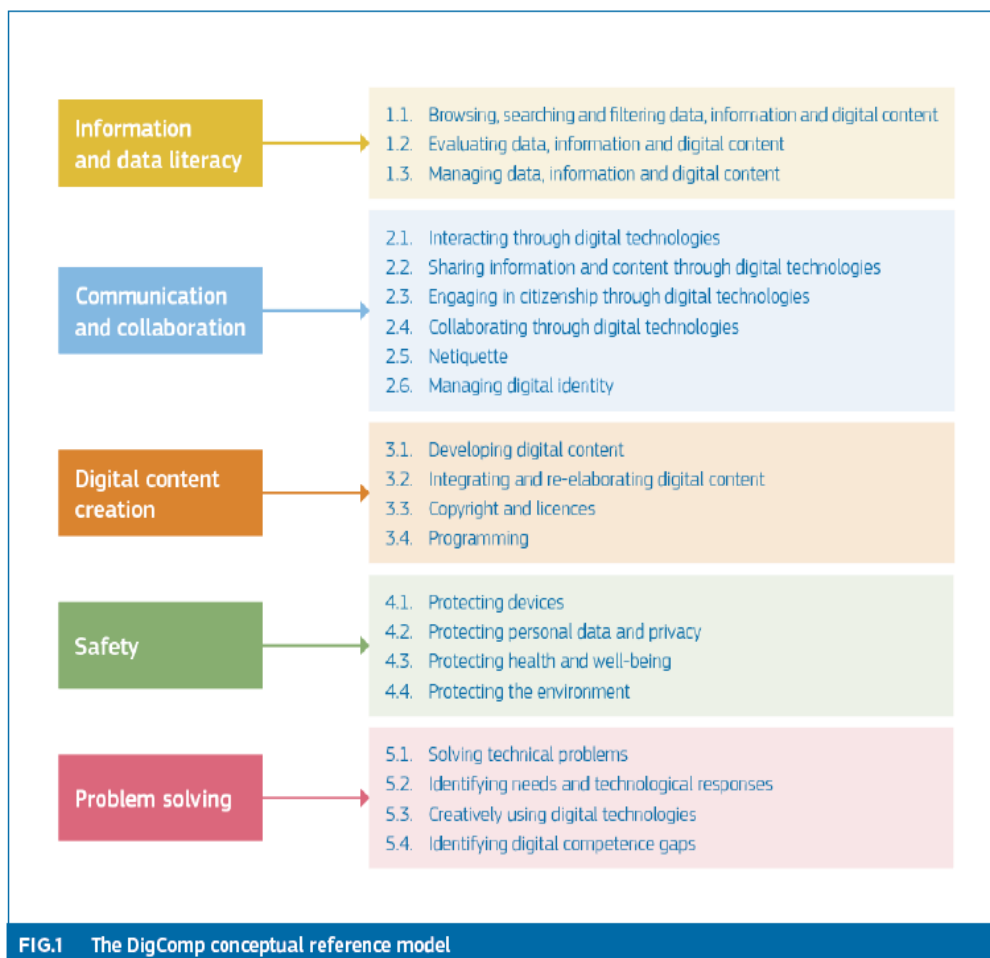 Information
and data literacy
1.1. Browsing, searching and filtering data, information and digital content
1.2. Evaluating data, information and digital content
1.3. Managing data, information and digital content
Communication
and collaboration
2.1. Interacting through digital technologies
2.2. Sharing information and content through digital technologies
2.3. Engaging in citizenship through digital technologies
2.4. Collaborating through digital technologies
2.5. Netiquette
2.6. Managing digital identity
Digital content
creation
3.1. Developing digital content
3.2. Integrating and re-elaborating digital content
3.3. Copyright and licences
3.4. Programming
Safety
4.1. Protecting devices
4.2. Protecting personal data and privacy
4.3. Protecting health and well-being
4.4. Protecting the environment
Problem solving
5.1. Solving technical problems
5.2. Identifying needs and technological responses
5.3. Creatively using digital technologies
5.4. Identifying digital competence gaps
FIG.1 The DigComp conceptual reference model